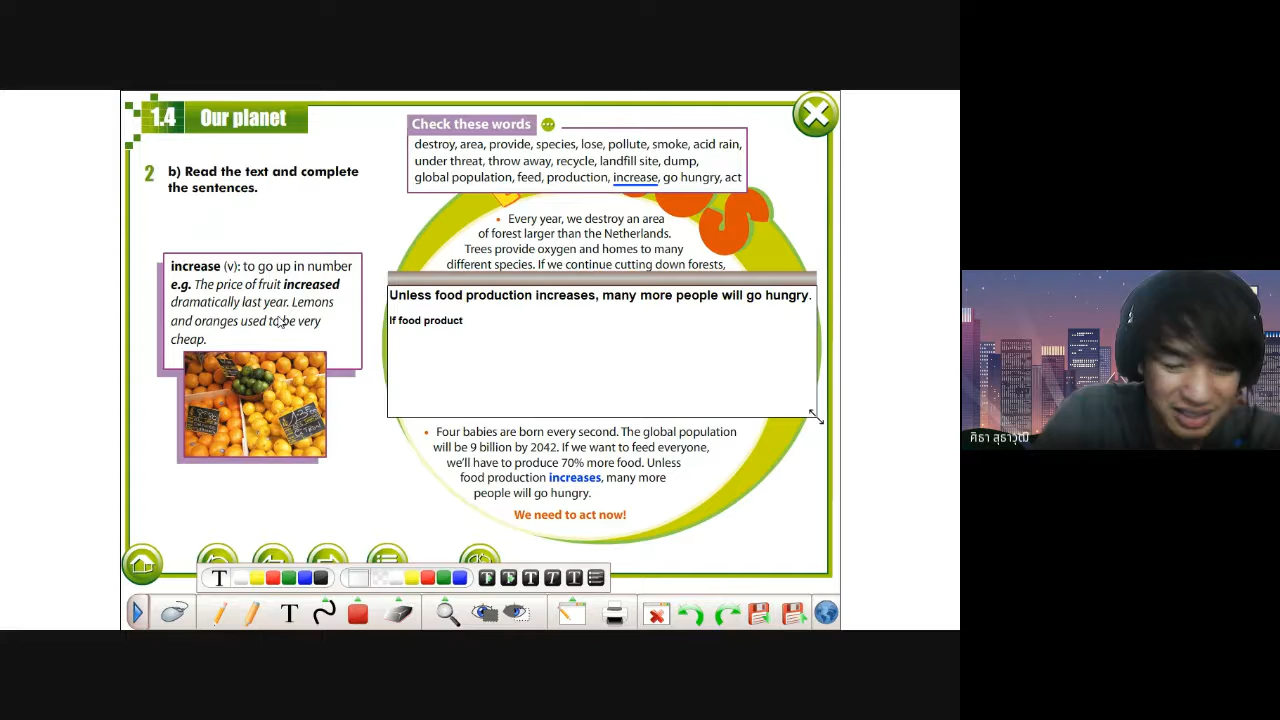 1.4 Our planet
2 b) Read the text and complete
the sentences.
Check these words
destroy, area, provide, species, lose, pollute, smoke, acid rain,
under threat, throw away, recycle, landfill site, dump,
global population, feed, production, increase, go hungry, act
increase (v): to go up in number
e.g. The price of fruit increased
dramatically last year. Lemons
and oranges used to be very
cheap.
• Every year, we destroy an area
of forest larger than the Netherlands.
Trees provide oxygen and homes to many
different species. If we continue cutting down forests,
Unless food production increases, many more people will go hungry.
If food product
• Four babies are born every second. The global population
will be 9 billion by 2042. If we want to feed everyone,
we'll have to produce 70% more food. Unless
food production increases, many more
people will go hungry.
We need to act now!
T
T T T T T
T
ศิธา สุธาวุฒิ